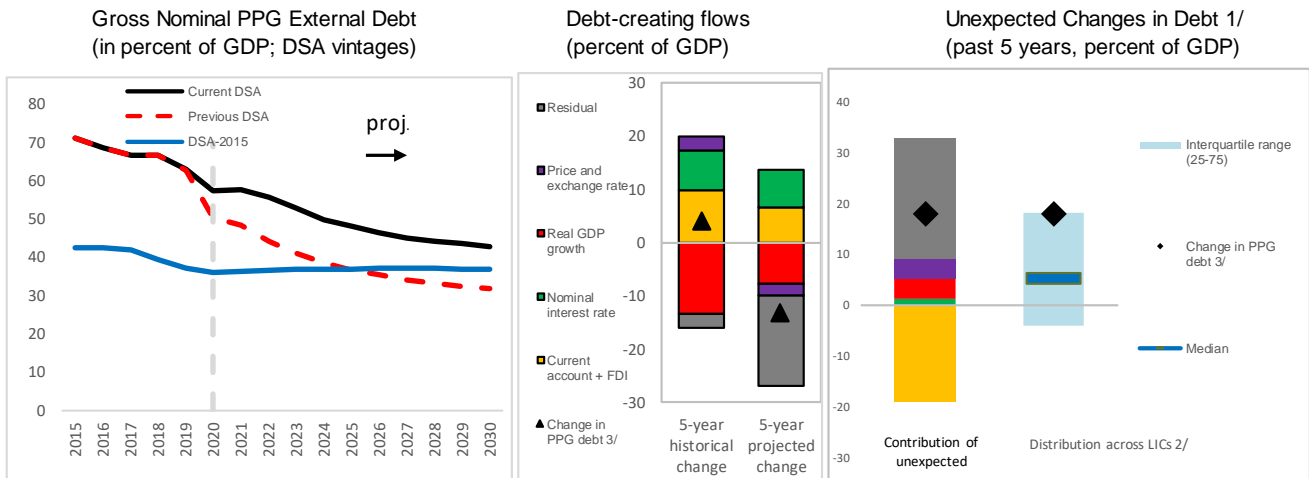 Gross Nominal PPG External Debt
(in percent of GDP; DSA vintages)
Current DSA
Previous DSA
DSA-2015
proj.
80
70
60
50
40
30
20
10
0
2015
2016
2017
2018
2019
2020
2021
2022
2023
2024
2025
2026
2027
2028
2029
2030
Debt-creating flows
(percent of GDP)
Residual
Price and
exchange rate
Real GDP
growth
Nominal
interest rate
Current
account + FDI
Change in
PPG debt 3/
30
20
10
0
-10
-20
-30
5-year
historical
change
5-year
projected
change
Unexpected Changes in Debt 1/
(past 5 years, percent of GDP)
40
30
20
10
0
-10
-20
-30
Interquartile range
(25-75)
Change in PPG
debt 3/
Median
Contribution of
unexpected
Distribution across LICs 2/